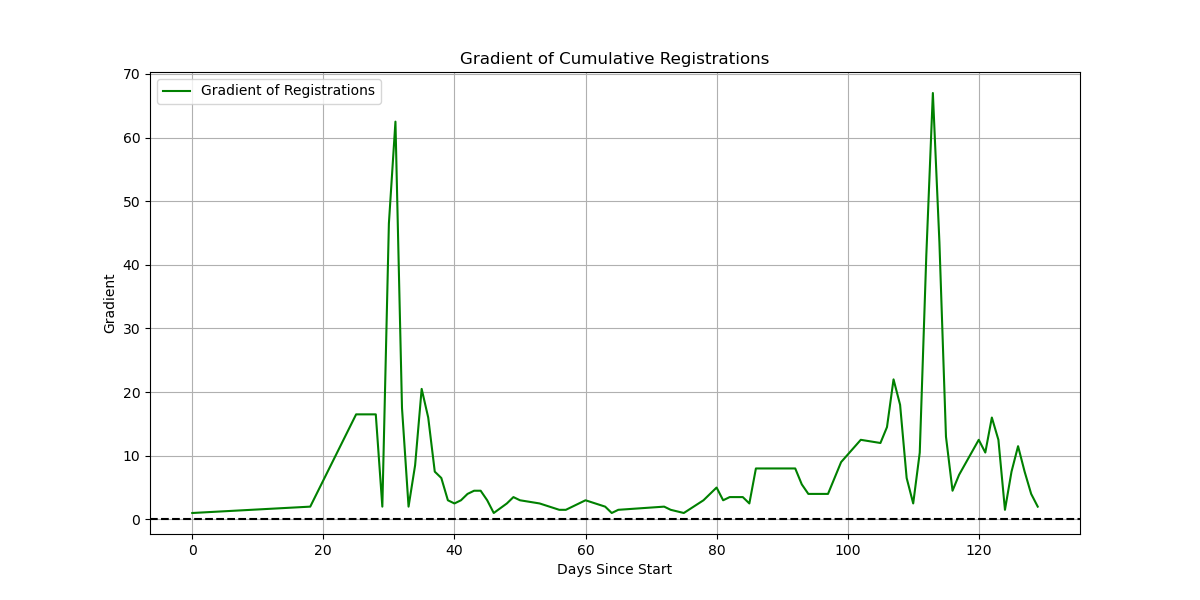 Gradient of Cumulative Registrations
Gradient of Registrations
70
60
50
40
30
20
10
0
Gradient
0 20 40 60 80 100 120
Days Since Start